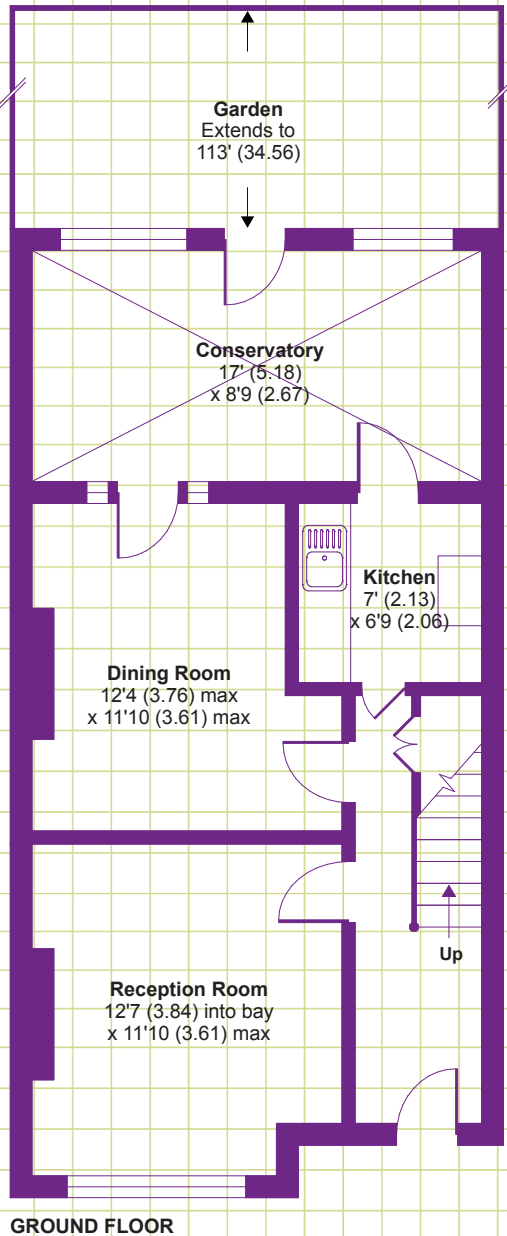 Garden
Extends to
113' (34.56)
Conservatory
17' (5.18)
x 8'9 (2.67)
Kitchen
7' (2.13)
x 6'9 (2.06)
Dining Room
12'4 (3.76) max
x 11'10 (3.61) max
Up
Reception Room
12'7 (3.84) into bay
x 11'10 (3.61) max
GROUND FLOOR